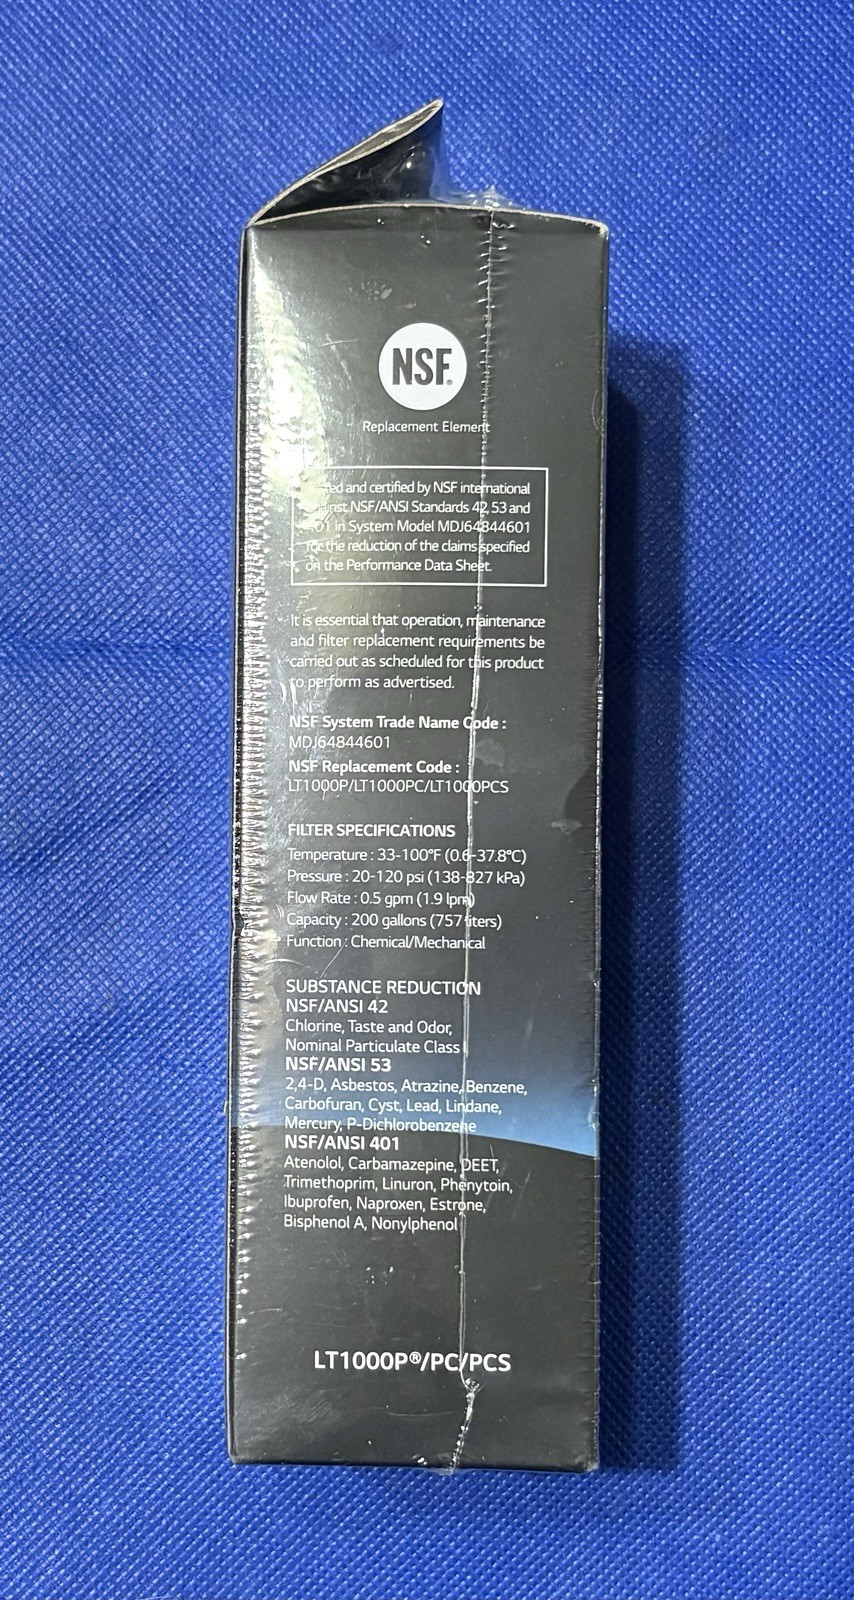 NSF®
Replacement Element
and certified by NSF international
NSF/ANSI Standards 42, 53 and
in System Model MDJ64844601
for the reduction of the claims specified
on the Performance Data Sheet.
It is essential that operation, maintenance
and filter replacement requirements be
carried out as scheduled for this product
to perform as advertised.
NSF System Trade Name Code :
MDJ64844601
NSF Replacement Code :
LT1000P/LT1000PC/LT1000PCS
FILTER SPECIFICATIONS
Temperature : 33-100°F (0.6-37.8°C)
Pressure : 20-120 psi (138-827 kPa)
Flow Rate : 0.5 gpm (1.9 lpm)
Capacity : 200 gallons (757 liters)
Function : Chemical/Mechanical
SUBSTANCE REDUCTION
NSF/ANSI 42
Chlorine, Taste and Odor,
Nominal Particulate Class I
NSF/ANSI 53
2,4-D, Asbestos, Atrazine, Benzene,
Carbofuran, Cyst, Lead, Lindane,
Mercury, P-Dichlorobenzene
NSF/ANSI 401
Atenolol, Carbamazepine, DEET,
Trimethoprim, Linuron, Phenytoin,
Ibuprofen, Naproxen, Estrone,
Bisphenol A, Nonylphenol
LT1000P®/PC/PCS